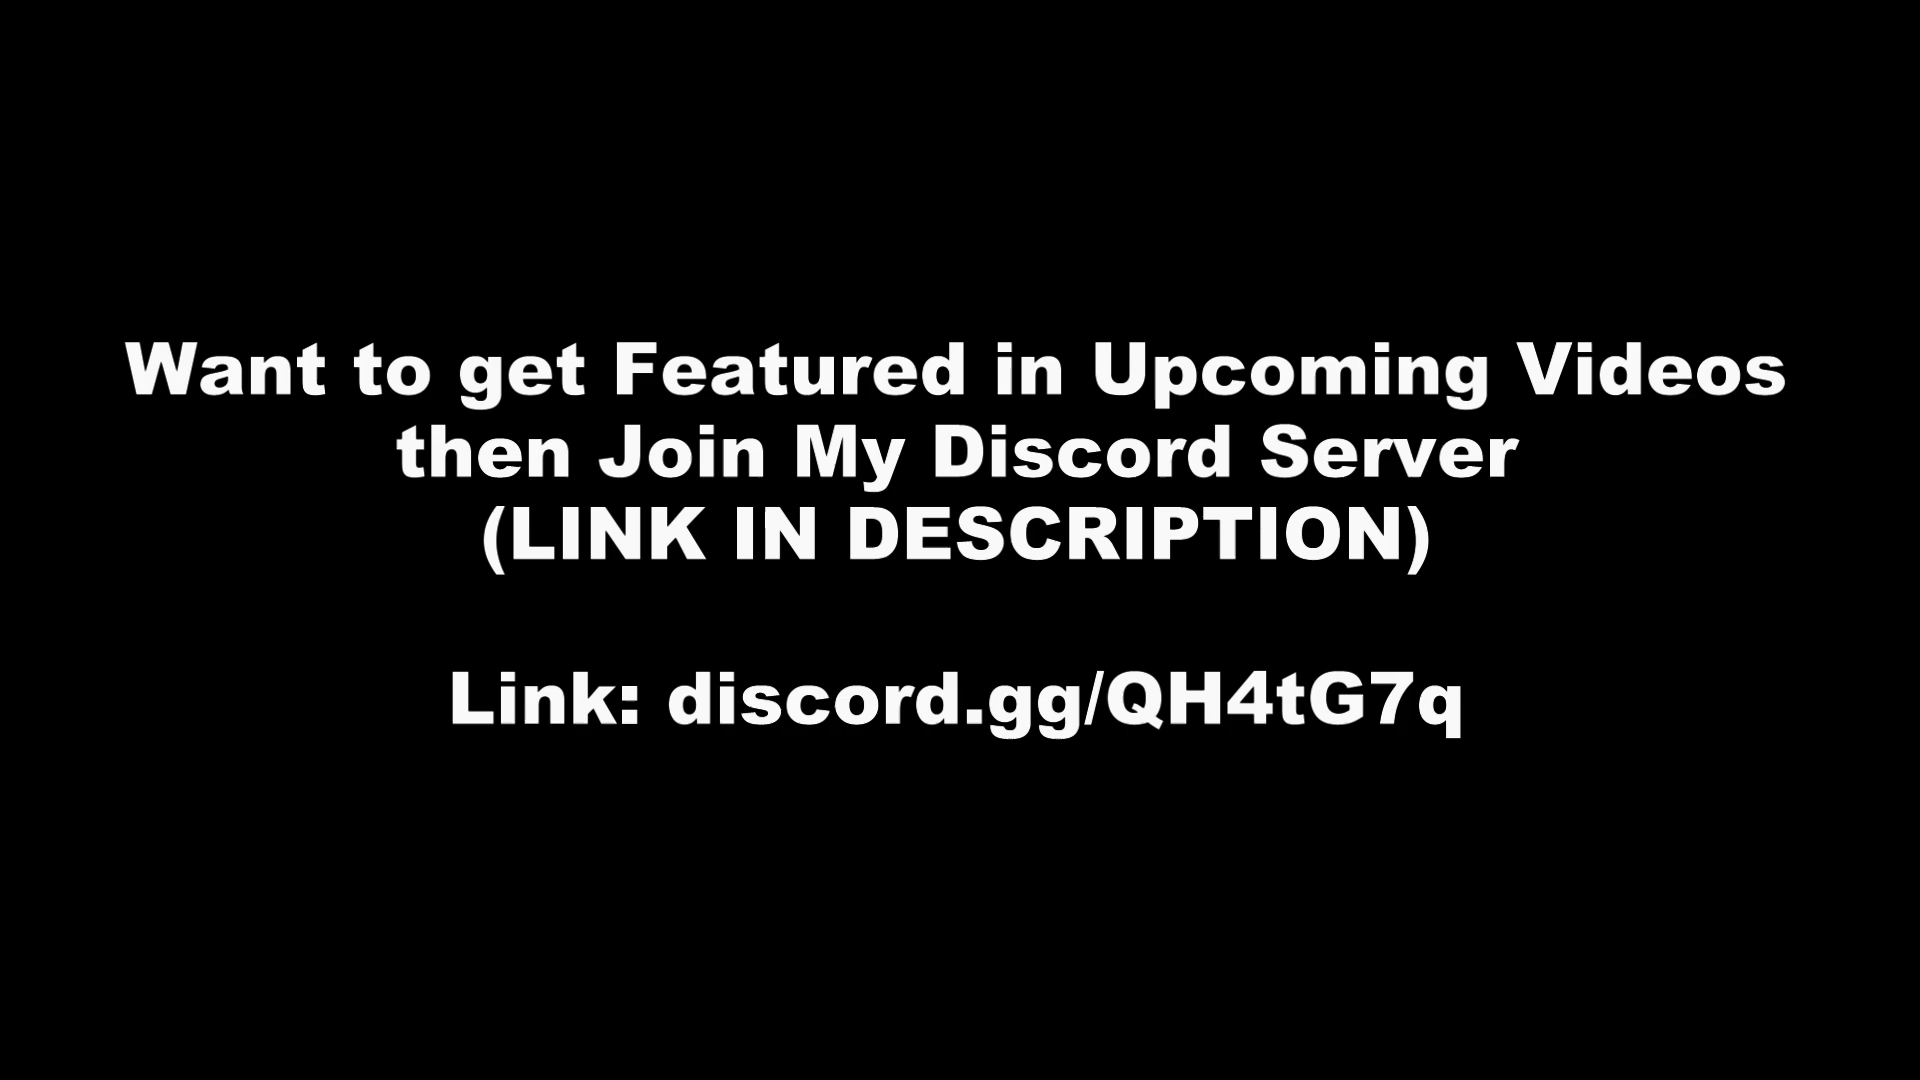 Want to get Featured in Upcoming Videos
then Join My Discord Server
(LINK IN DESCRIPTION)
Link: discord.gg/QH4tG7q